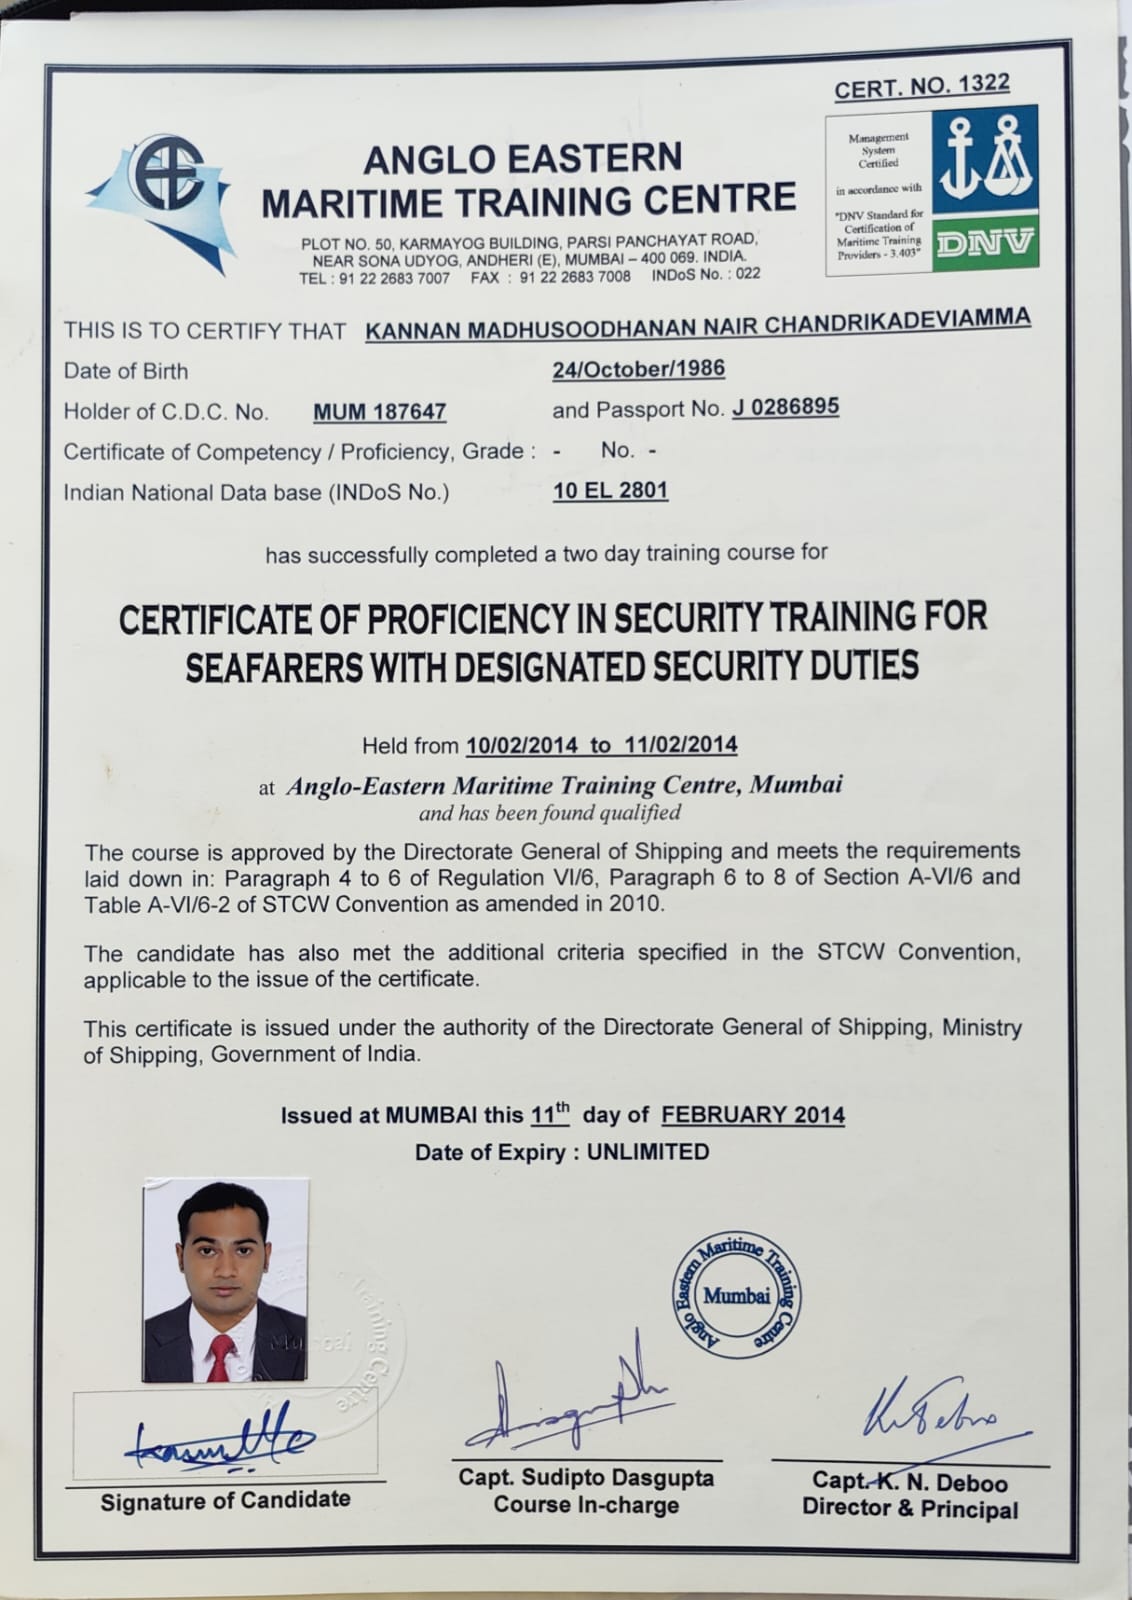 CERT. NO. 1322
Management
System
Certified
in accordance with
"DNV Standard for
Certification of
Maritime Training
Providers - 3.403"
DNV
ANGLO EASTERN
MARITIME TRAINING CENTRE
PLOT NO. 50, KARMAYOG BUILDING, PARSI PANCHAYAT ROAD,
NEAR SONA UDYOG, ANDHERI (E), MUMBAI – 400 069. INDIA.
TEL : 91 22 2683 7007 FAX : 91 22 2683 7008 INDoS No. : 022
THIS IS TO CERTIFY THAT KANNAN MADHUSOODHANAN NAIR CHANDRIKADEVIAMMA
Date of Birth 24/October/1986
Holder of C.D.C. No. MUM 187647 and Passport No. J 0286895
Certificate of Competency / Proficiency, Grade : - No. -
Indian National Data base (INDoS No.) 10 EL 2801
has successfully completed a two day training course for
CERTIFICATE OF PROFICIENCY IN SECURITY TRAINING FOR
SEAFARERS WITH DESIGNATED SECURITY DUTIES
Held from 10/02/2014 to 11/02/2014
at Anglo-Eastern Maritime Training Centre, Mumbai
and has been found qualified
The course is approved by the Directorate General of Shipping and meets the requirements
laid down in: Paragraph 4 to 6 of Regulation VI/6, Paragraph 6 to 8 of Section A-VI/6 and
Table A-VI/6-2 of STCW Convention as amended in 2010.
The candidate has also met the additional criteria specified in the STCW Convention,
applicable to the issue of the certificate.
This certificate is issued under the authority of the Directorate General of Shipping, Ministry
of Shipping, Government of India.
Issued at MUMBAI this 11th day of FEBRUARY 2014
Date of Expiry : UNLIMITED
Anglo Eastern Maritime Training Centre
Mumbai
Mumbai
Training Centre
Signature of Candidate
Capt. Sudipto Dasgupta
Course In-charge
Capt. K. N. Deboo
Director & Principal